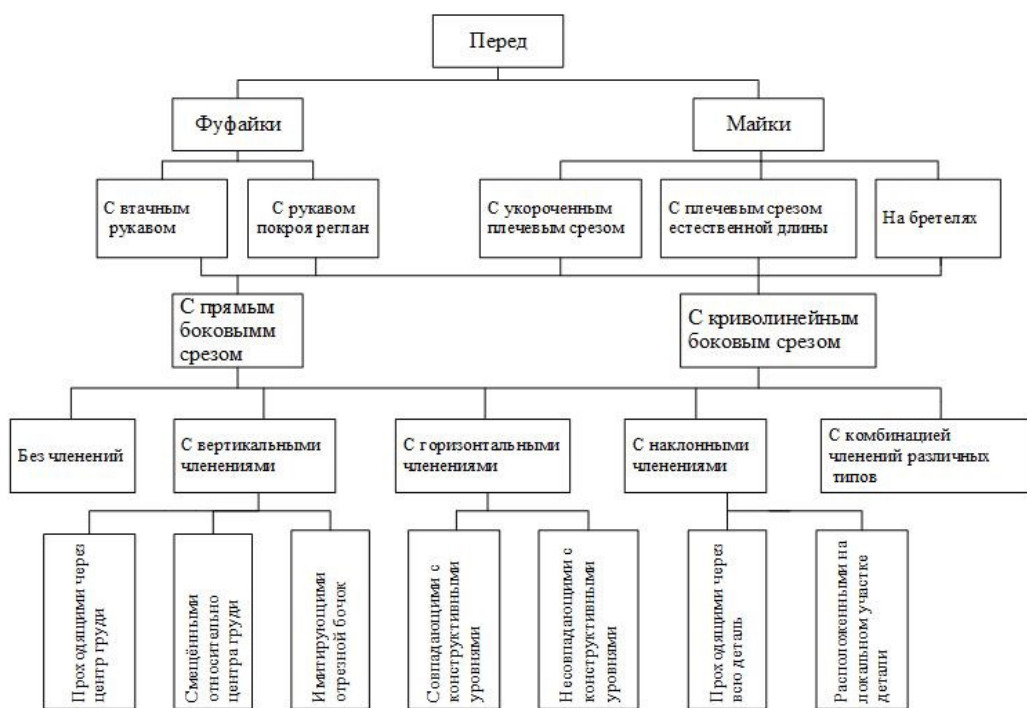 Перед
Фуфайки
Майки
С втачным
рукавом
С рукавом
покроя реглан
С укороченным
плечевым срезом
С плечевым срезом
естественной длины
На бретелях
С прямым
боковымм
срезом
С криволинейным
боковым срезом
Без членений
С вертикальными
членениями
С горизонтальными
членениями
С наклонными
членениями
С комбинацией
членений различных
типов
Проходящими через
центр груди
Смещёнными
относительно
центра груди
Имитирующими
отрезной бочок
Совпадающими с
конструктивными
уровнями
Несовпадающими с
конструктивными
уровнями
Проходящими через
всю деталь
Расположенными на
локальном участке
детали